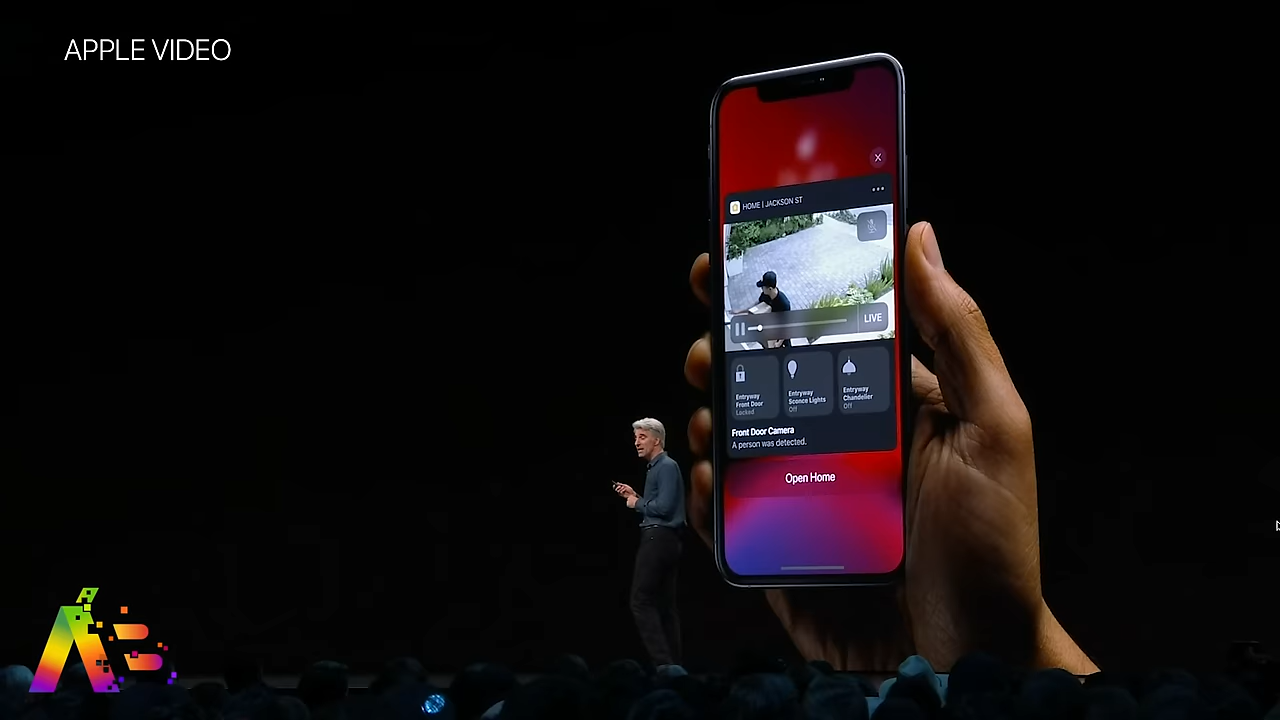 APPLE VIDEO
X
HOME | JACKSON ST
LIVE
Entryway
Front Door
Locked
Entryway
Sconce Lights
Off
Entryway
Chandelier
Off
Front Door Camera
A person was detected.
Open Home